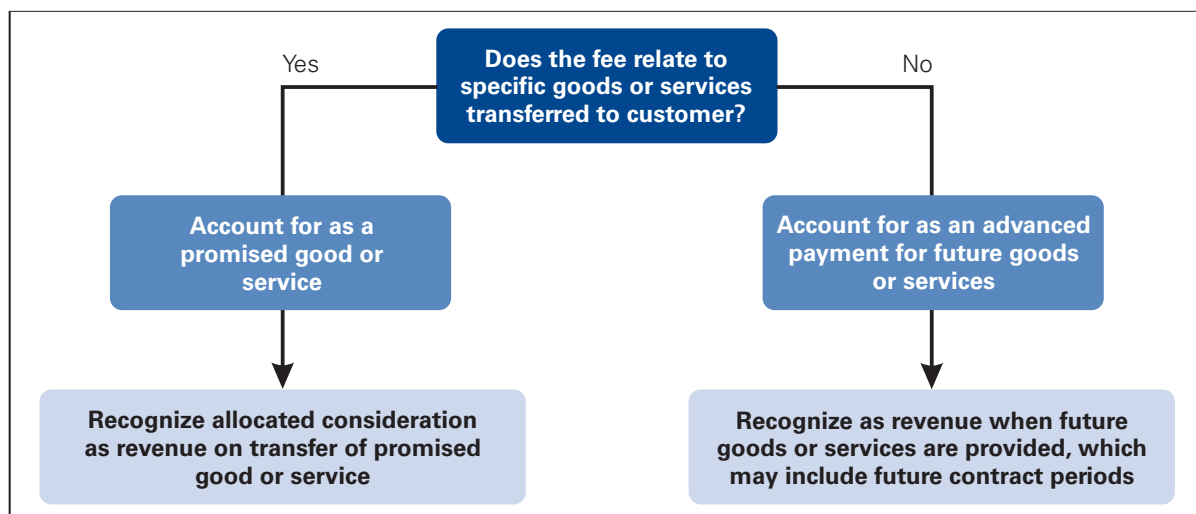 Does the fee relate to
specific goods or services
transferred to customer?
Yes
No
Account for as a
promised good or
service
Account for as an advanced
payment for future goods
or services
Recognize allocated consideration
as revenue on transfer of promised
good or service
Recognize as revenue when future
goods or services are provided, which
may include future contract periods